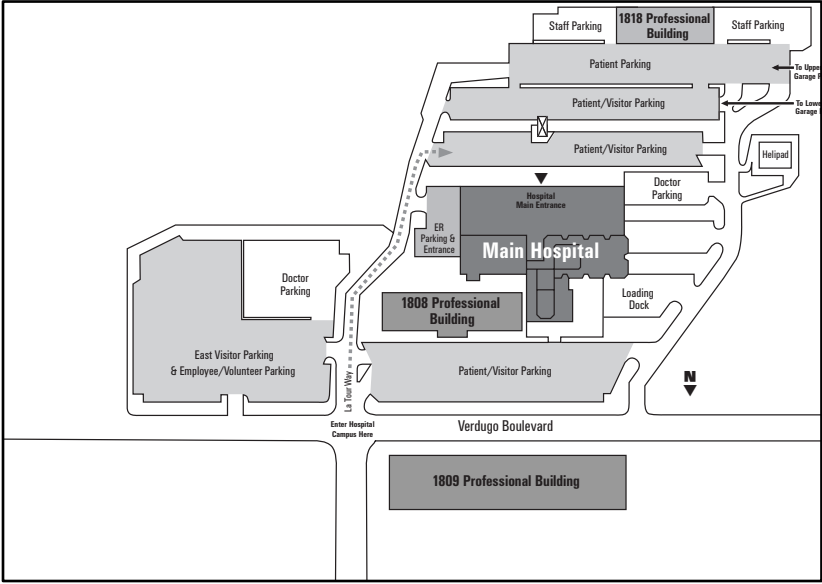 Staff Parking
1818 Professional
Building
Staff Parking
Patient Parking
To Upper
Garage
Patient/Visitor Parking
To Lower
Garage
Patient/Visitor Parking
Helipad
Doctor
Parking
Hospital
Main Entrance
ER
Parking &
Entrance
Main Hospital
Doctor
Parking
Loading
Dock
1808 Professional
Building
East Visitor Parking
& Employee/Volunteer Parking
Patient/Visitor Parking
N
La Tour Way
Enter Hospital
Campus Here
Verdugo Boulevard
1809 Professional Building